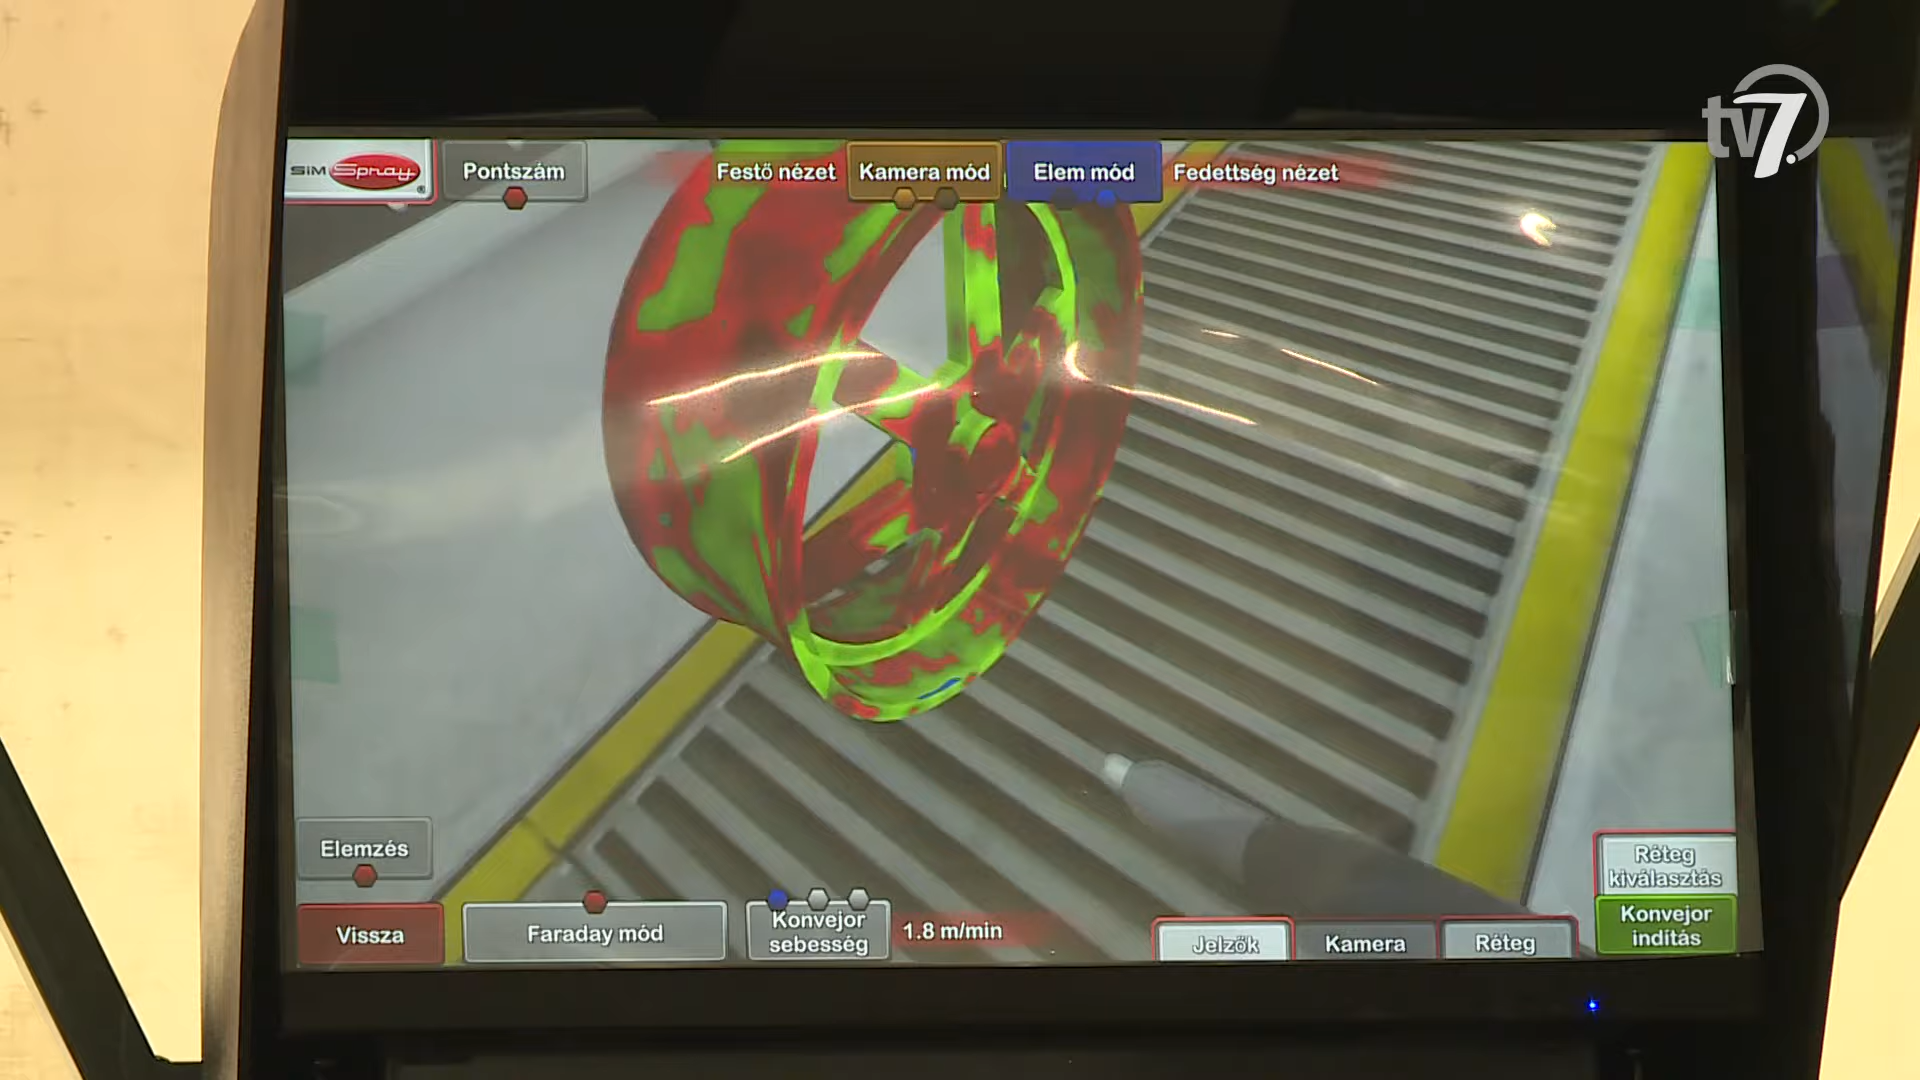 tv7.
SIM Spray®
Pontszám
Festő nézet
Kamera mód
Elem mód
Fedettség nézet
Elemzés
Vissza
Faraday mód
Konvejor
sebesség
1.8 m/min
Jelzők
Kamera
Réteg
Réteg
kiválasztás
Konvejor
indítás